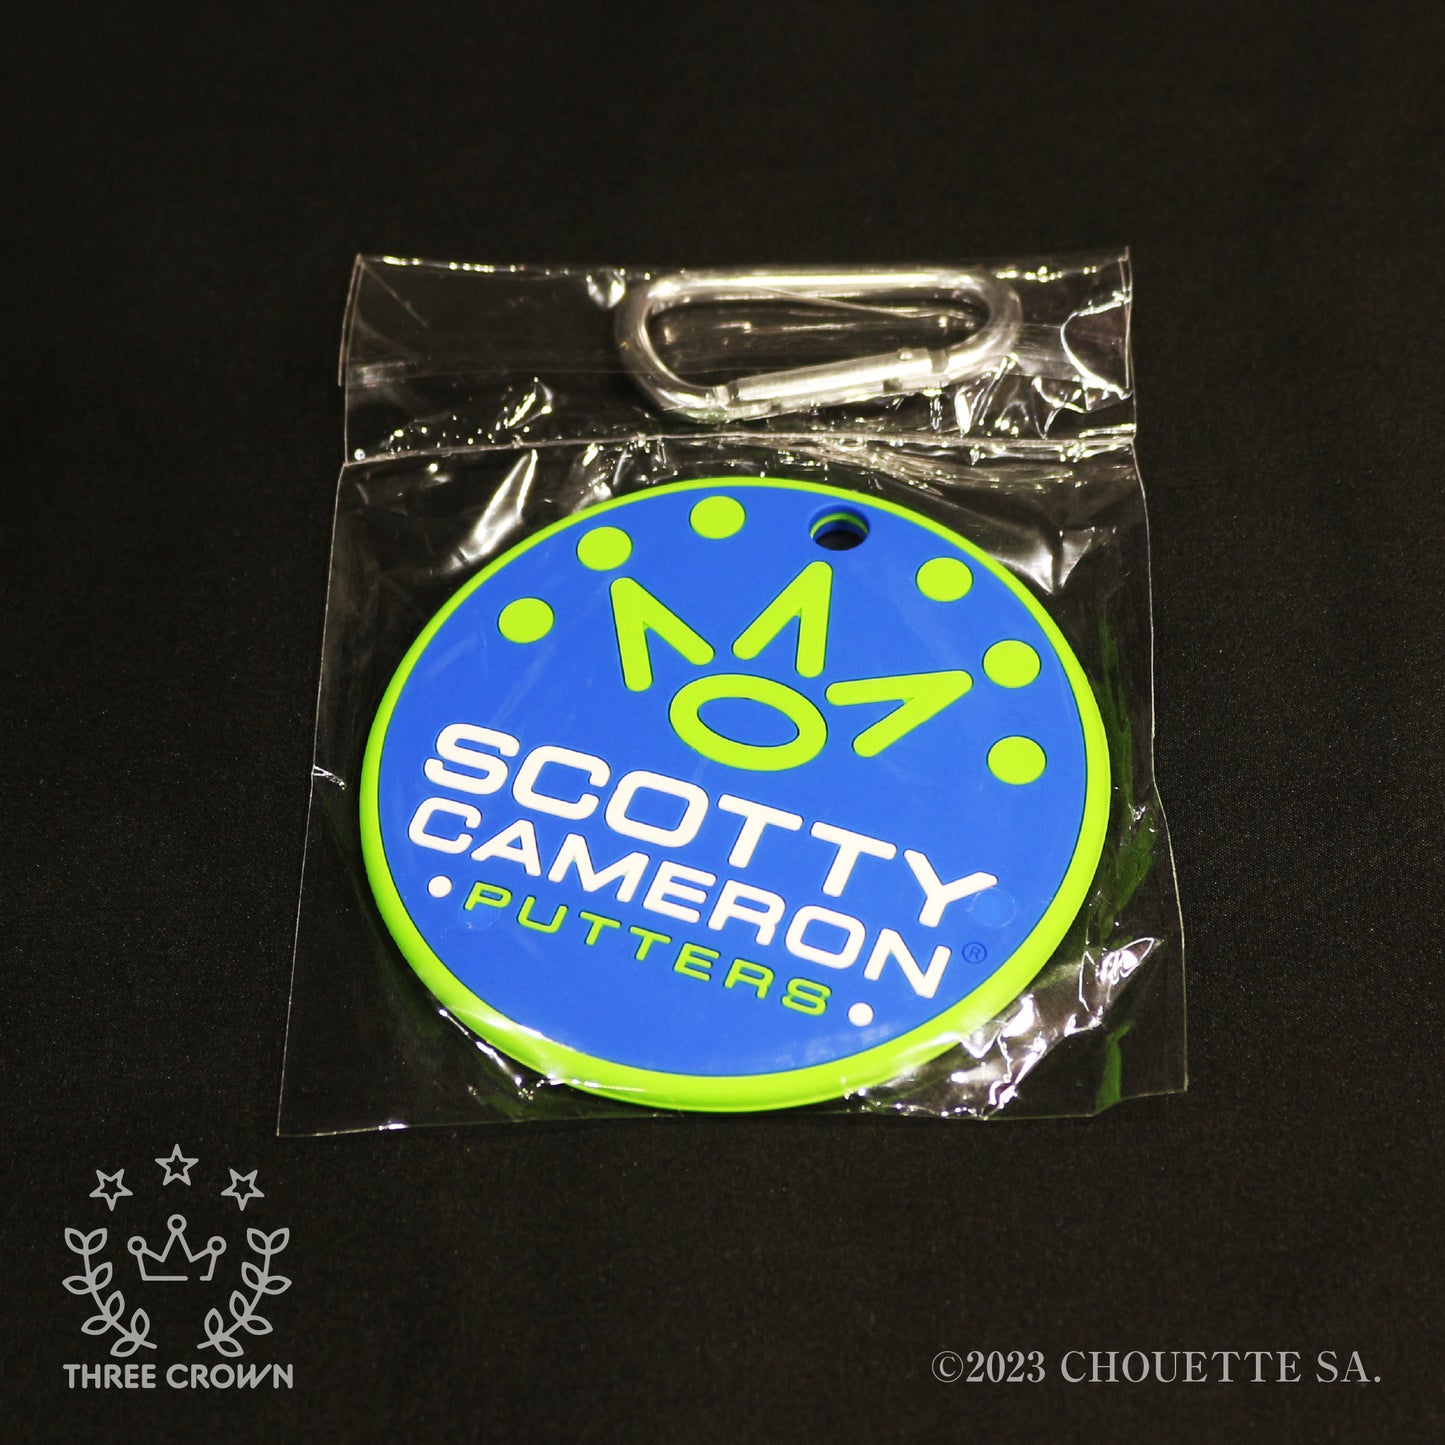 SCOTTY
CAMERON®
• PUTTERS •
THREE CROWN
©2023 CHOUETTE SA.